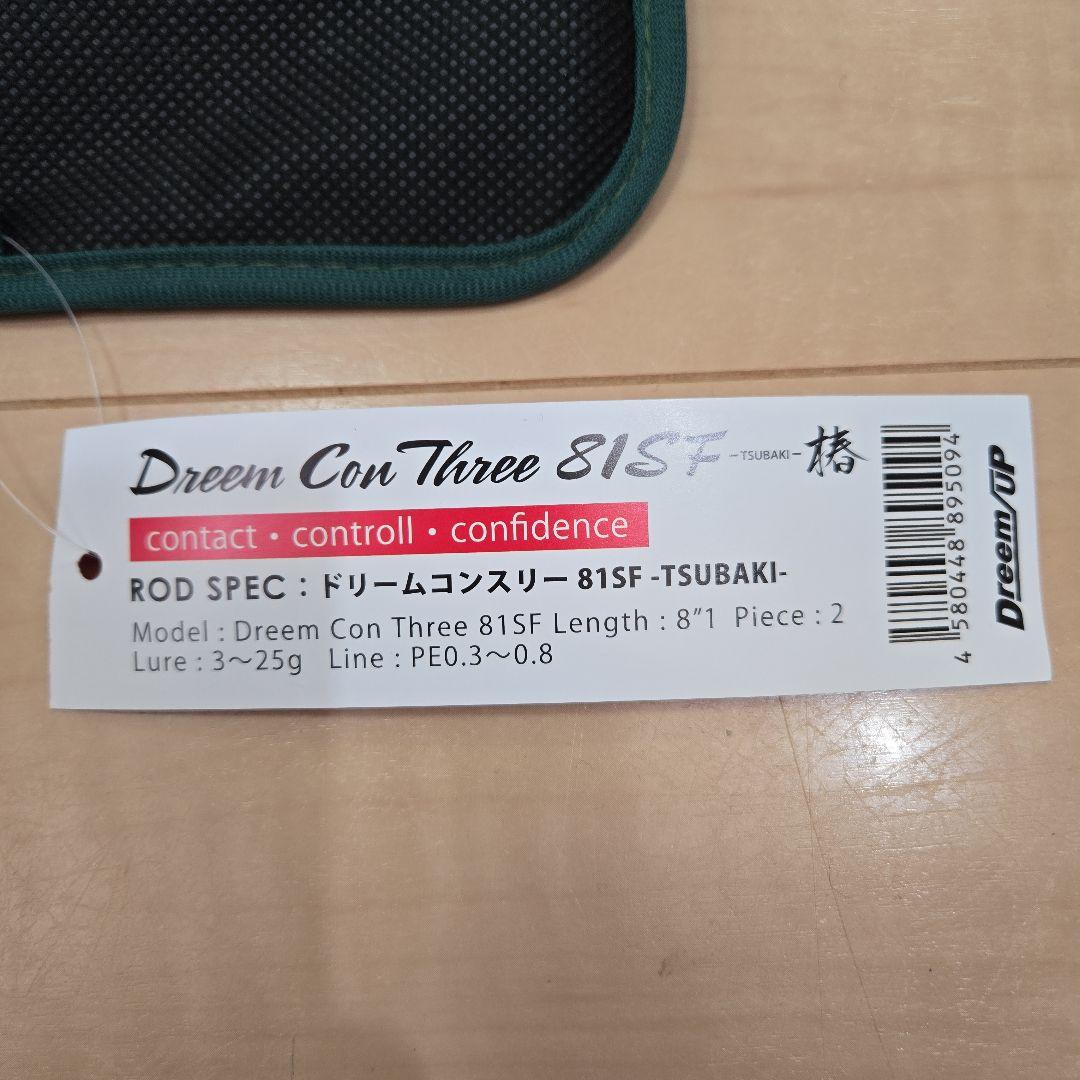 Dreem Con Three 81SF -TSUBAKI- 椿
contact・controll・confidence
ROD SPEC：ドリームコンスリー 81SF -TSUBAKI-
Model : Dreem Con Three 81SF Length : 8″1 Piece : 2
Lure : 3〜25g Line : PE0.3〜0.8
4 580448 895094
Dreem/UP